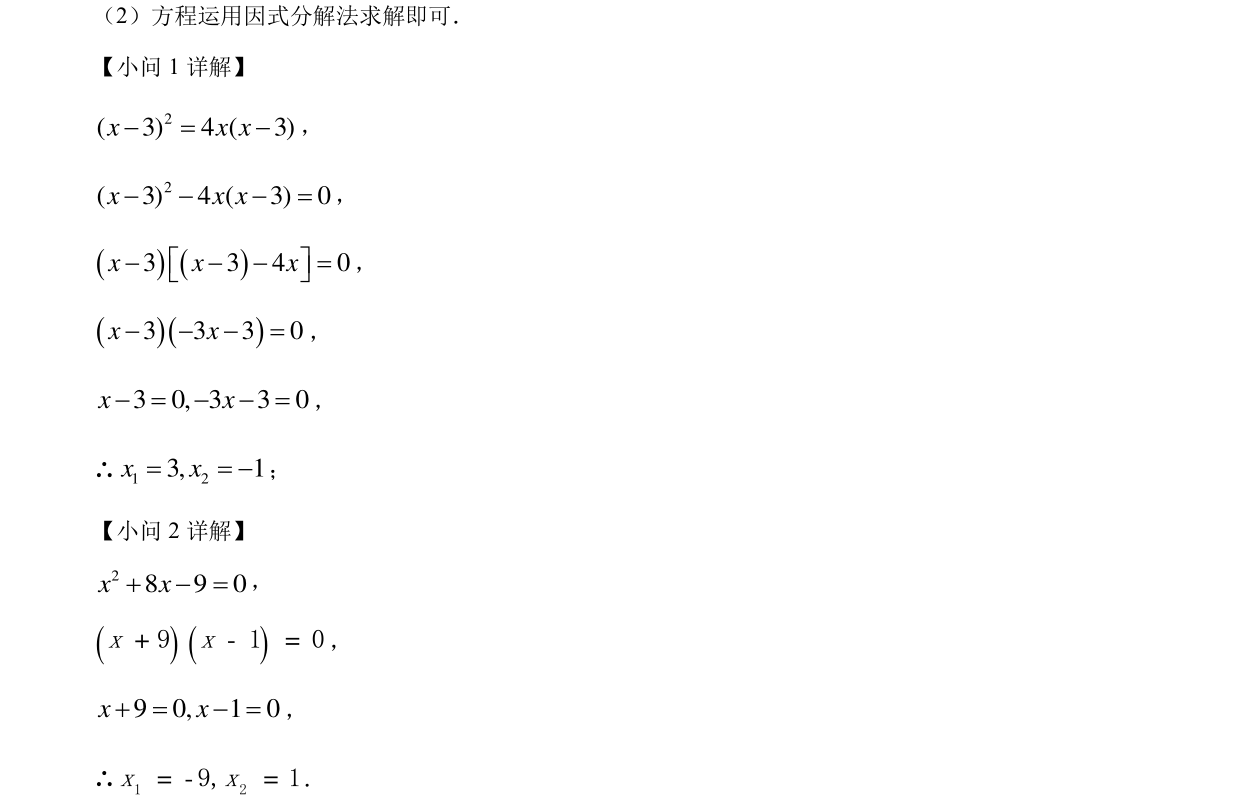 （2）方程运用因式分解法求解即可．
【小问 1 详解】
(x−3)² = 4x(x−3)，
(x−3)² − 4x(x−3) = 0，
(x−3)[(x−3)−4x] = 0，
(x−3)(−3x−3) = 0，
x−3 = 0, −3x−3 = 0，
∴ x₁ = 3, x₂ = −1；
【小问 2 详解】
x² + 8x − 9 = 0，
(x + 9)(x - 1) = 0，
x+9 = 0, x−1 = 0，
∴ x₁ = -9, x₂ = 1．